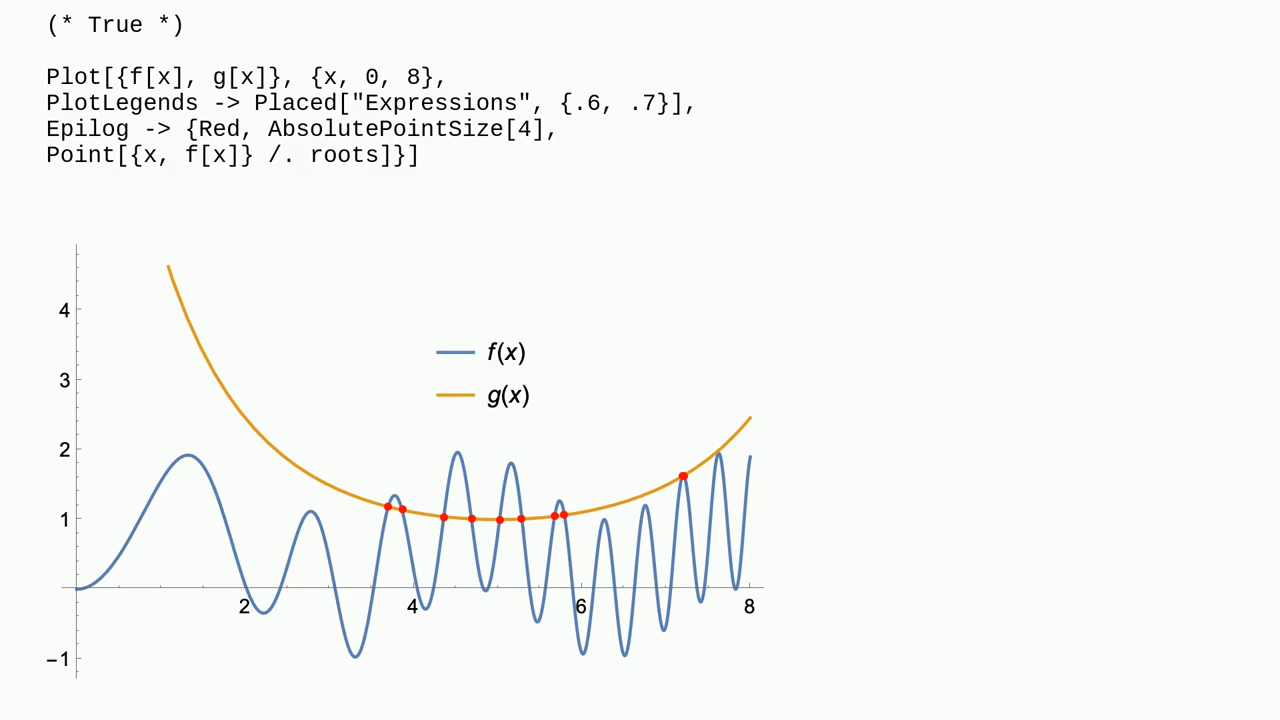 (* True *)
Plot[{f[x], g[x]}, {x, 0, 8},
PlotLegends -> Placed["Expressions", {.6, .7}],
Epilog -> {Red, AbsolutePointSize[4],
Point[{x, f[x]} /. roots]}]
4
f(x)
3
g(x)
2
1
2 4 6 8
−1